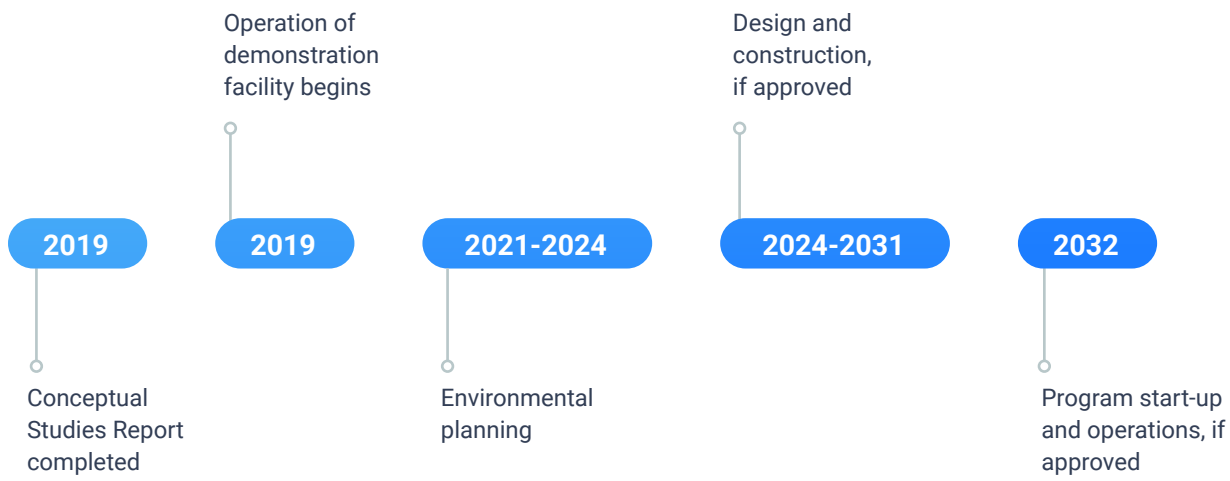 Operation of
demonstration
facility begins
Design and
construction,
if approved
2019
2019
2021-2024
2024-2031
2032
Conceptual
Studies Report
completed
Environmental
planning
Program start-up
and operations, if
approved